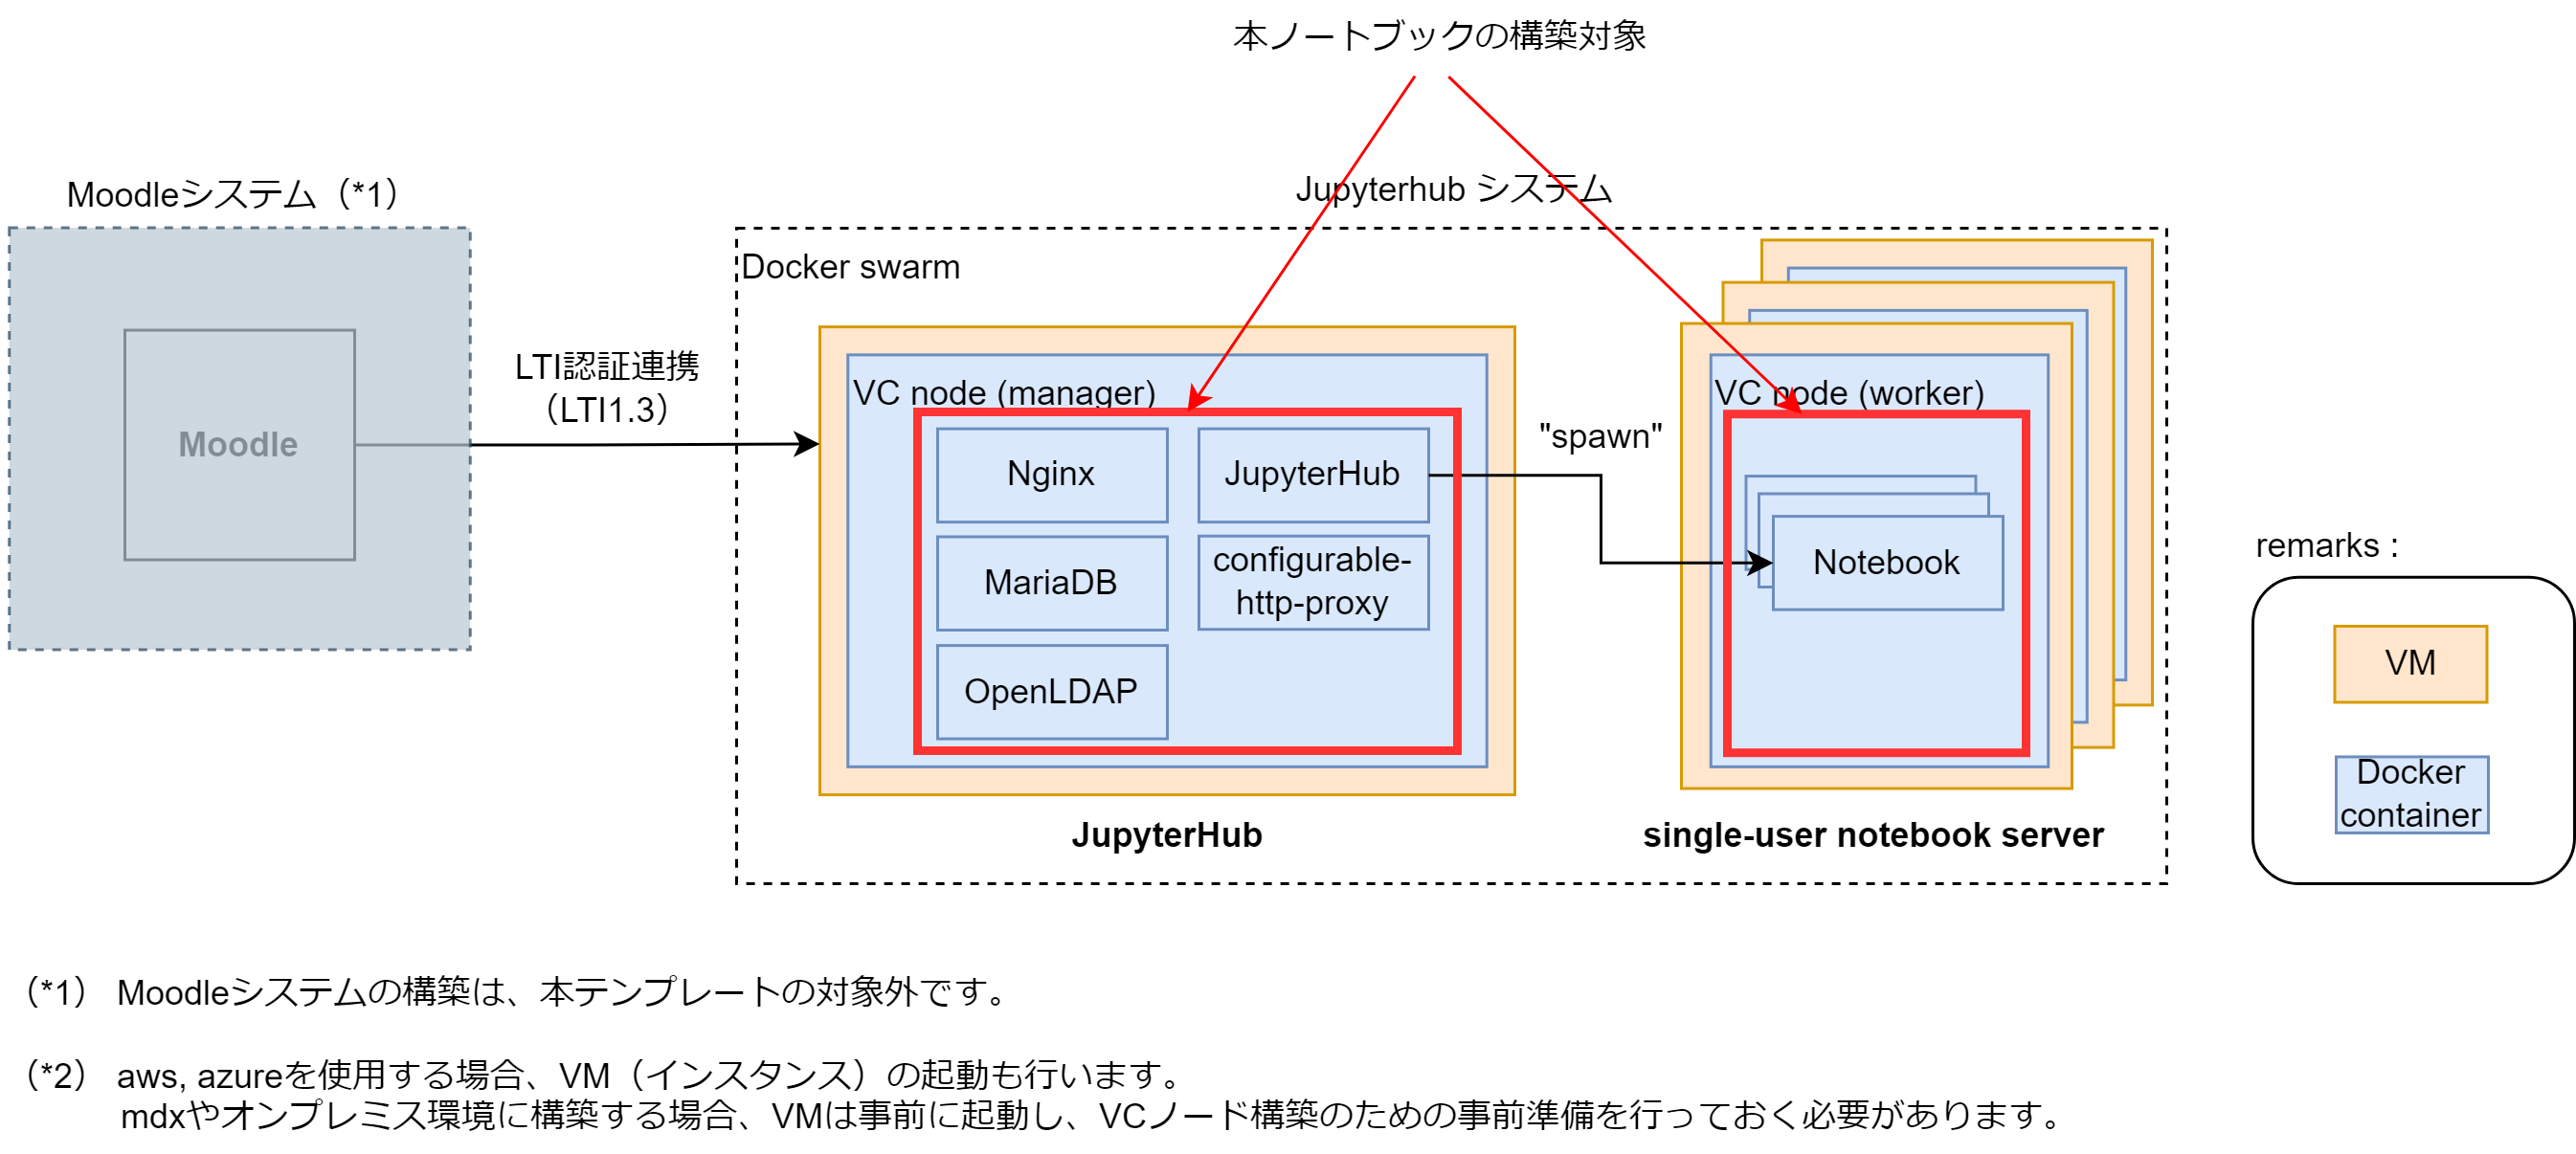 本ノートブックの構築対象
Moodleシステム（*1）
Jupyterhub システム
Docker swarm
LTI認証連携
（LTI1.3）
Moodle
VC node (manager)
VC node (worker)
"spawn"
Nginx
JupyterHub
MariaDB
configurable-
http-proxy
OpenLDAP
Notebook
JupyterHub
single-user notebook server
remarks :
VM
Docker
container
（*1） Moodleシステムの構築は、本テンプレートの対象外です。
（*2） aws, azureを使用する場合、VM（インスタンス）の起動も行います。
mdxやオンプレミス環境に構築する場合、VMは事前に起動し、VCノード構築のための事前準備を行っておく必要があります。